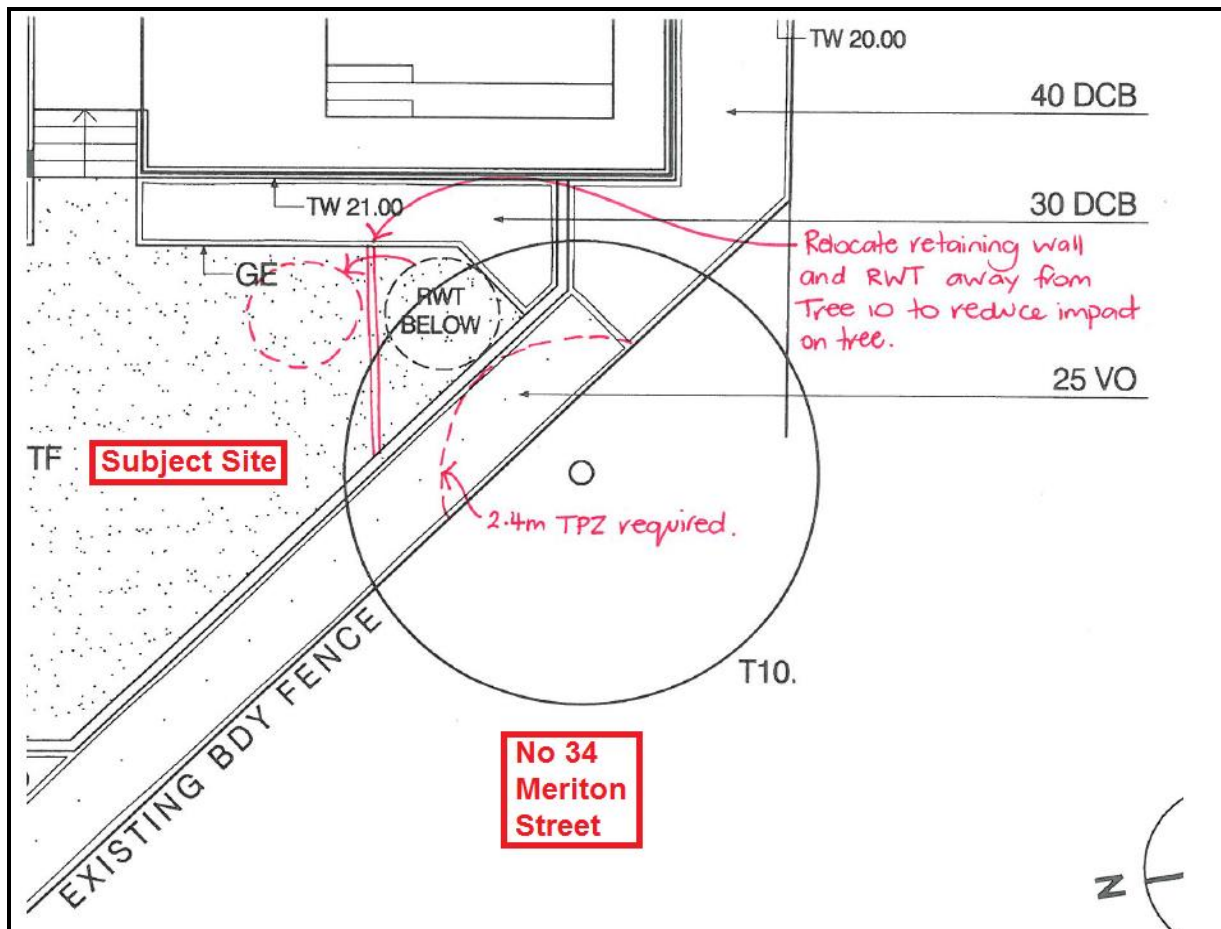 TW 20.00
40 DCB
TW 21.00
30 DCB
Relocate retaining wall
and RWT away from
Tree 10 to reduce impact
on tree.
GE
RWT
BELOW
25 VO
TF
Subject Site
2.4m TPZ required.
T10.
EXISTING BDY FENCE
No 34
Meriton
Street
N